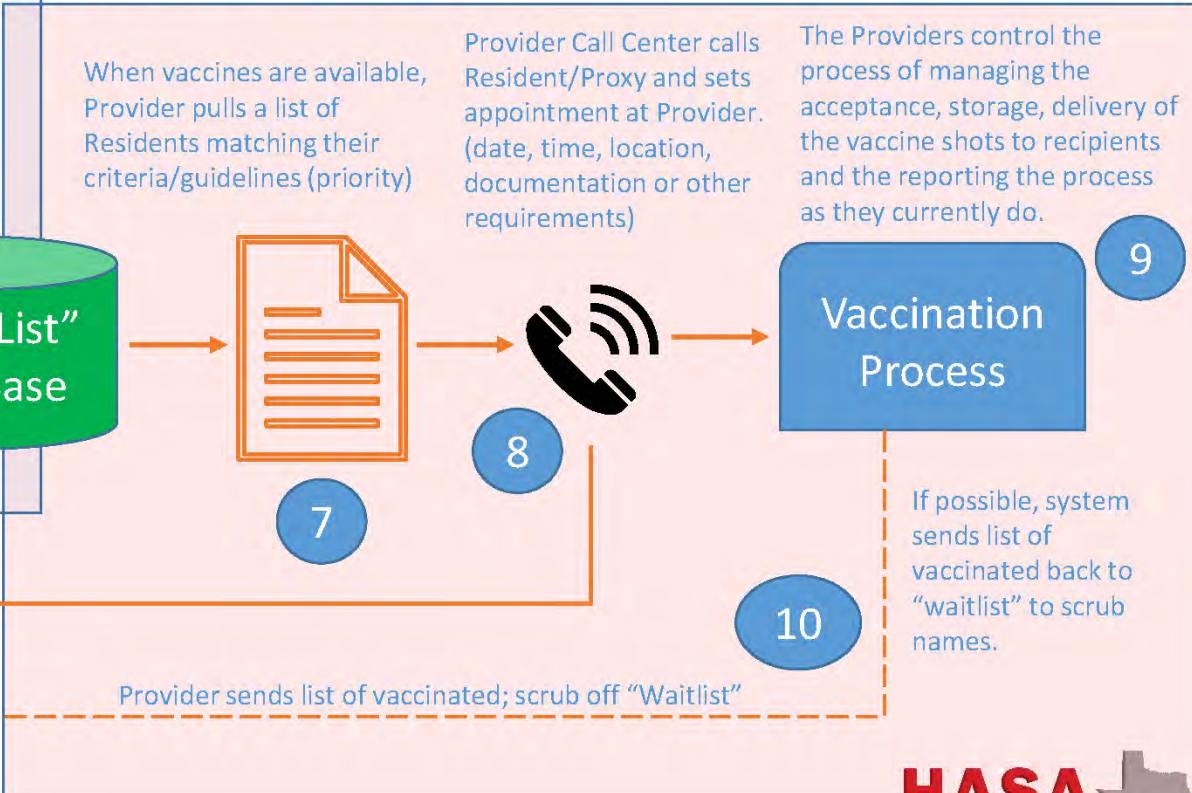 When vaccines are available,
Provider pulls a list of
Residents matching their
criteria/guidelines (priority)
Provider Call Center calls
Resident/Proxy and sets
appointment at Provider.
(date, time, location,
documentation or other
requirements)
The Providers control the
process of managing the
acceptance, storage, delivery of
the vaccine shots to recipients
and the reporting the process
as they currently do.
9
List”
ase
Vaccination
Process
8
7
If possible, system
sends list of
vaccinated back to
“waitlist” to scrub
names.
10
Provider sends list of vaccinated; scrub off “Waitlist”
HASA